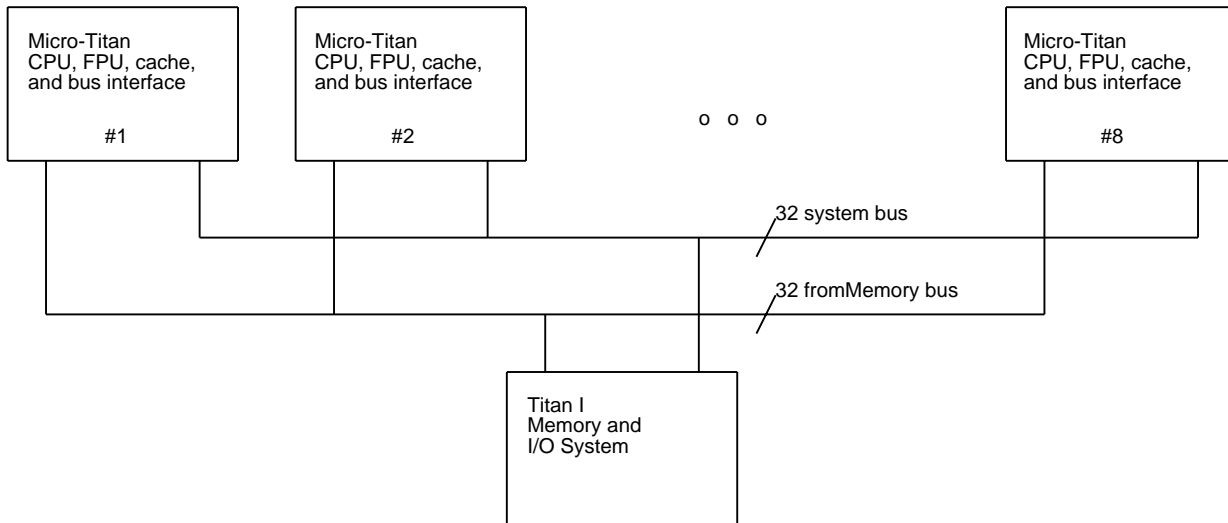 Micro-Titan
CPU, FPU, cache,
and bus interface
#1
Micro-Titan
CPU, FPU, cache,
and bus interface
#2
o o o
Micro-Titan
CPU, FPU, cache,
and bus interface
#8
32 system bus
32 fromMemory bus
Titan I
Memory and
I/O System